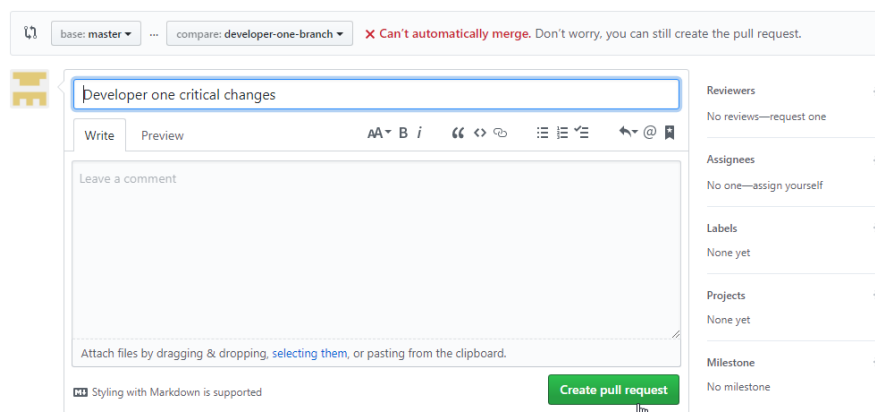 base: master ... compare: developer-one-branch Can't automatically merge. Don't worry, you can still create the pull request.
Developer one critical changes
Write Preview AA B i
Leave a comment
Attach files by dragging & dropping, selecting them, or pasting from the clipboard.
Styling with Markdown is supported
Create pull request
Reviewers
No reviews—request one
Assignees
No one—assign yourself
Labels
None yet
Projects
None yet
Milestone
No milestone